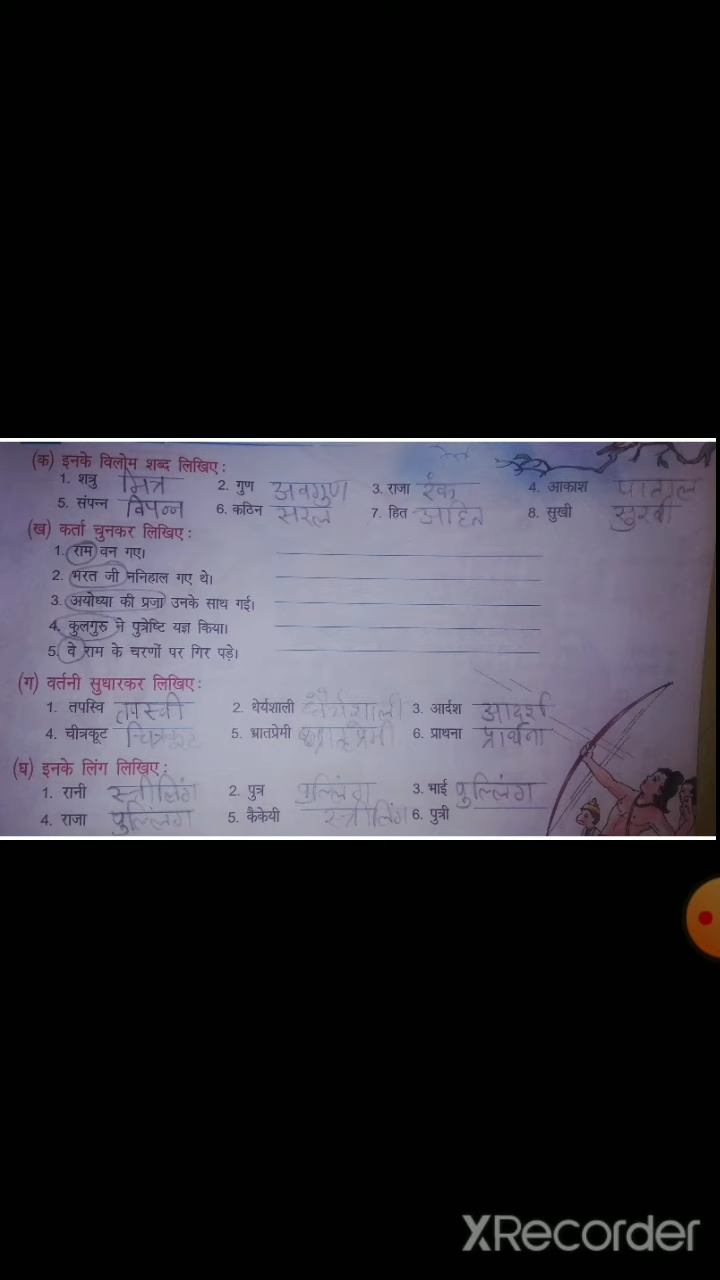 (क) इनके विलोम शब्द लिखिए :
1. शत्रु मित्र 2. गुण अवगुण 3. राजा रंक 4. आकाश पाताल
5. संपन्न विपन्न 6. कठिन सरल 7. हित अहित 8. सुखी
(ख) कर्ता चुनकर लिखिए :
1. राम वन गए।
2. भरत जी ननिहाल गए थे।
3. अयोध्या की प्रजा उनके साथ गई।
4. कुलगुरु ने पुत्रेष्टि यज्ञ किया।
5. वे राम के चरणों पर गिर पड़े।
(ग) वर्तनी सुधारकर लिखिए :
1. तपस्वि तपस्वी 2. धेर्यशाली धैर्यशाली 3. आर्दश आदर्श
4. चीत्रकूट चित्रकूट 5. भ्रातप्रेमी भ्रातृप्रेमी 6. प्राथना प्रार्थना
(घ) इनके लिंग लिखिए :
1. रानी स्त्रीलिंग 2. पुत्र पुल्लिंग 3. भाई पुल्लिंग
4. राजा पुल्लिंग 5. कैकेयी स्त्रीलिंग 6. पुत्री
XRecorder